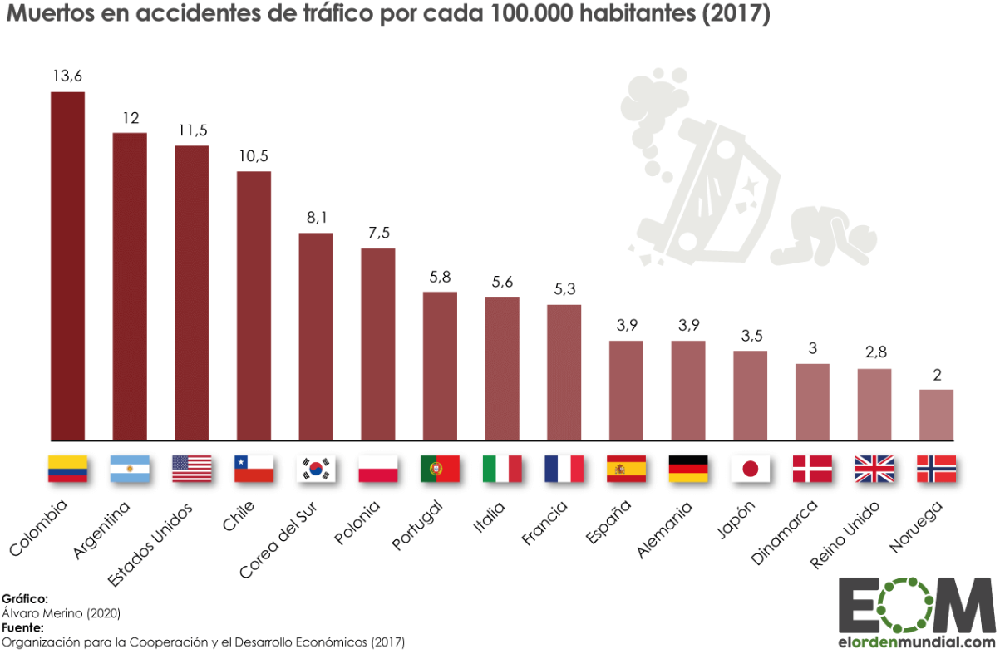 Muertos en accidentes de tráfico por cada 100.000 habitantes (2017)
13,6
12
11,5
10,5
8,1
7,5
5,8
5,6
5,3
3,9
3,9
3,5
3
2,8
2
Colombia
Argentina
Estados Unidos
Chile
Corea del Sur
Polonia
Portugal
Italia
Francia
España
Alemania
Japón
Dinamarca
Reino Unido
Noruega
Gráfico:
Álvaro Merino (2020)
Fuente:
Organización para la Cooperación y el Desarrollo Económicos (2017)
EOM
elordenmundial.com